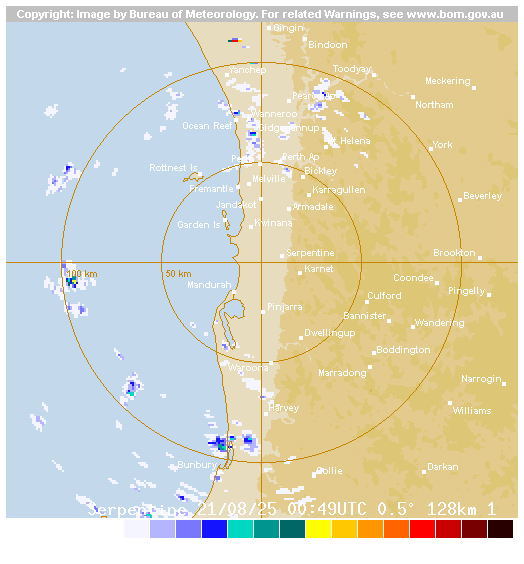 Copyright: Image by Bureau of Meteorology. For related Warnings, see www.bom.gov.au
Gingin
Bindoon
Yanchep
Toodyay
Meckering
Pearce Ap
Northam
Wanneroo
Ocean Reef
Gidgegannup
Helena
York
Perth Ap
Rottnest Is
Bickley
Melville
Fremantle
Karragullen
Beverley
Jandakot
Armadale
Garden Is
Kwinana
Serpentine
Brookton
100 km
50 km
Karnet
Mandurah
Coondee
Pingelly
Culford
Pinjarra
Bannister
Wandering
Dwellingup
Boddington
Waroona
Marradong
Narrogin
Harvey
Williams
Bunbury
Collie
Darkan
Serpentine 21/08/25 00:49UTC 0.5° 128km 1